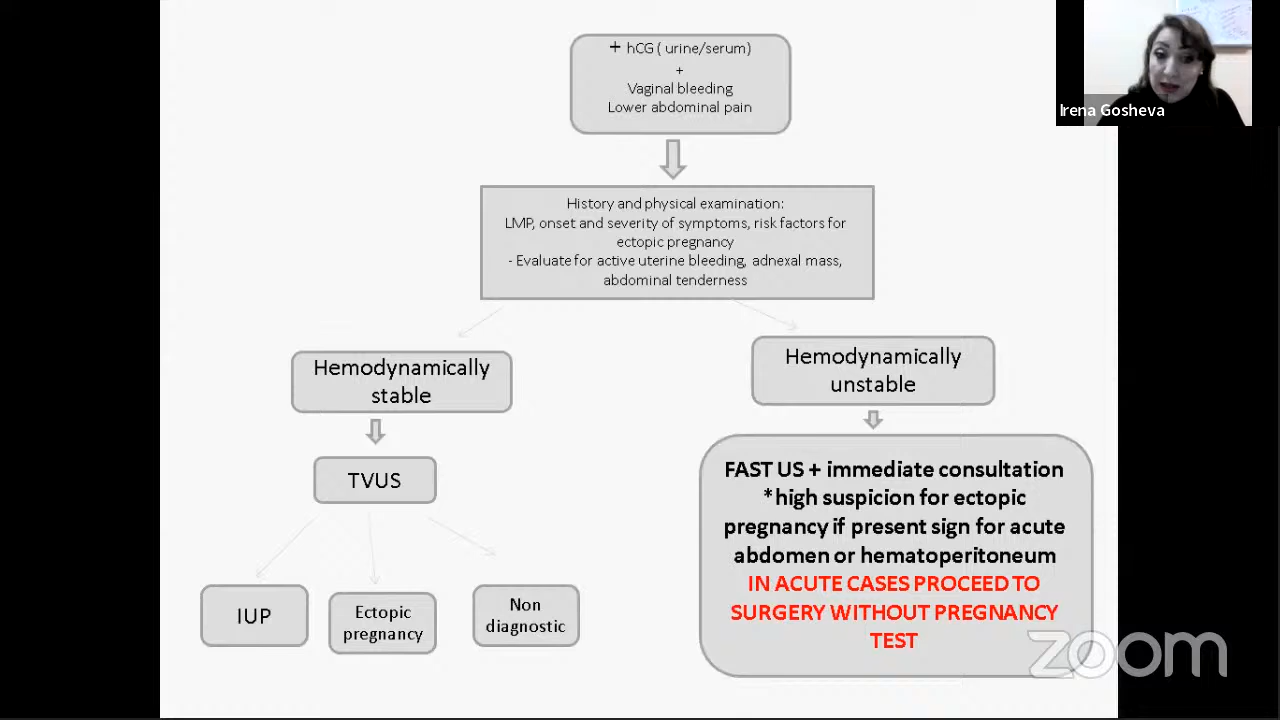 + hCG ( urine/serum)
+
Vaginal bleeding
Lower abdominal pain
Irena Gosheva
History and physical examination:
LMP, onset and severity of symptoms, risk factors for
ectopic pregnancy
- Evaluate for active uterine bleeding, adnexal mass,
abdominal tenderness
Hemodynamically
stable
Hemodynamically
unstable
TVUS
FAST US + immediate consultation
*high suspicion for ectopic
pregnancy if present sign for acute
abdomen or hematoperitoneum
IN ACUTE CASES PROCEED TO
SURGERY WITHOUT PREGNANCY
TEST
IUP
Ectopic
pregnancy
Non
diagnostic
zoom